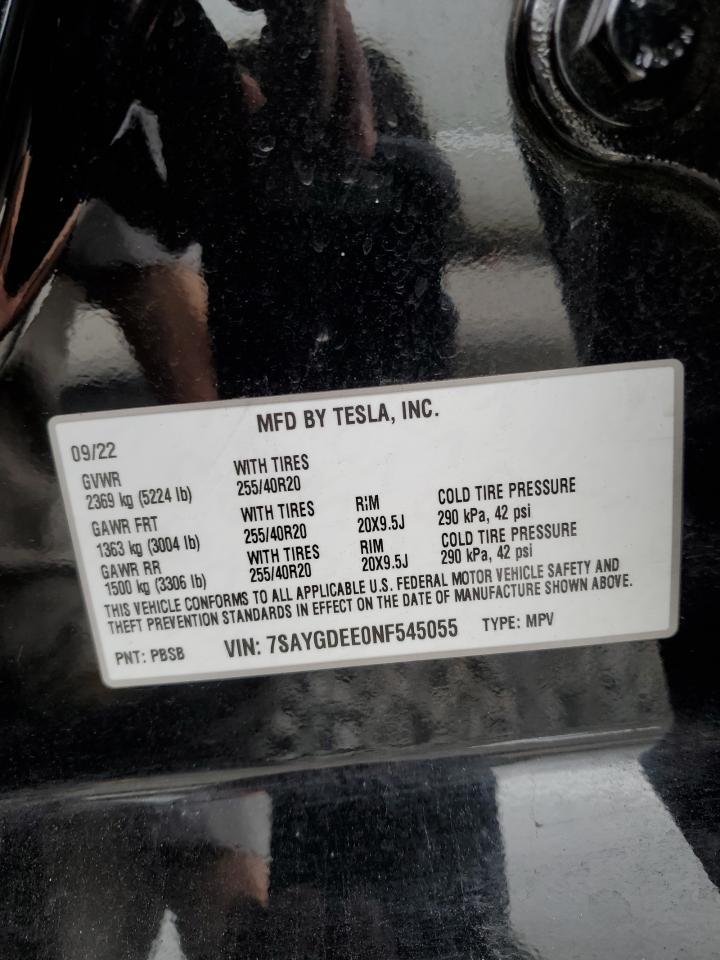 MFD BY TESLA, INC.
09/22
GVWR WITH TIRES
2369 kg (5224 lb) 255/40R20
GAWR FRT WITH TIRES RIM COLD TIRE PRESSURE
1363 kg (3004 lb) 255/40R20 20X9.5J 290 kPa, 42 psi
GAWR RR WITH TIRES RIM COLD TIRE PRESSURE
1500 kg (3306 lb) 255/40R20 20X9.5J 290 kPa, 42 psi
THIS VEHICLE CONFORMS TO ALL APPLICABLE U.S. FEDERAL MOTOR VEHICLE SAFETY AND
THEFT PREVENTION STANDARDS IN EFFECT ON THE DATE OF MANUFACTURE SHOWN ABOVE.
PNT: PBSB VIN: 7SAYGDEE0NF545055 TYPE: MPV